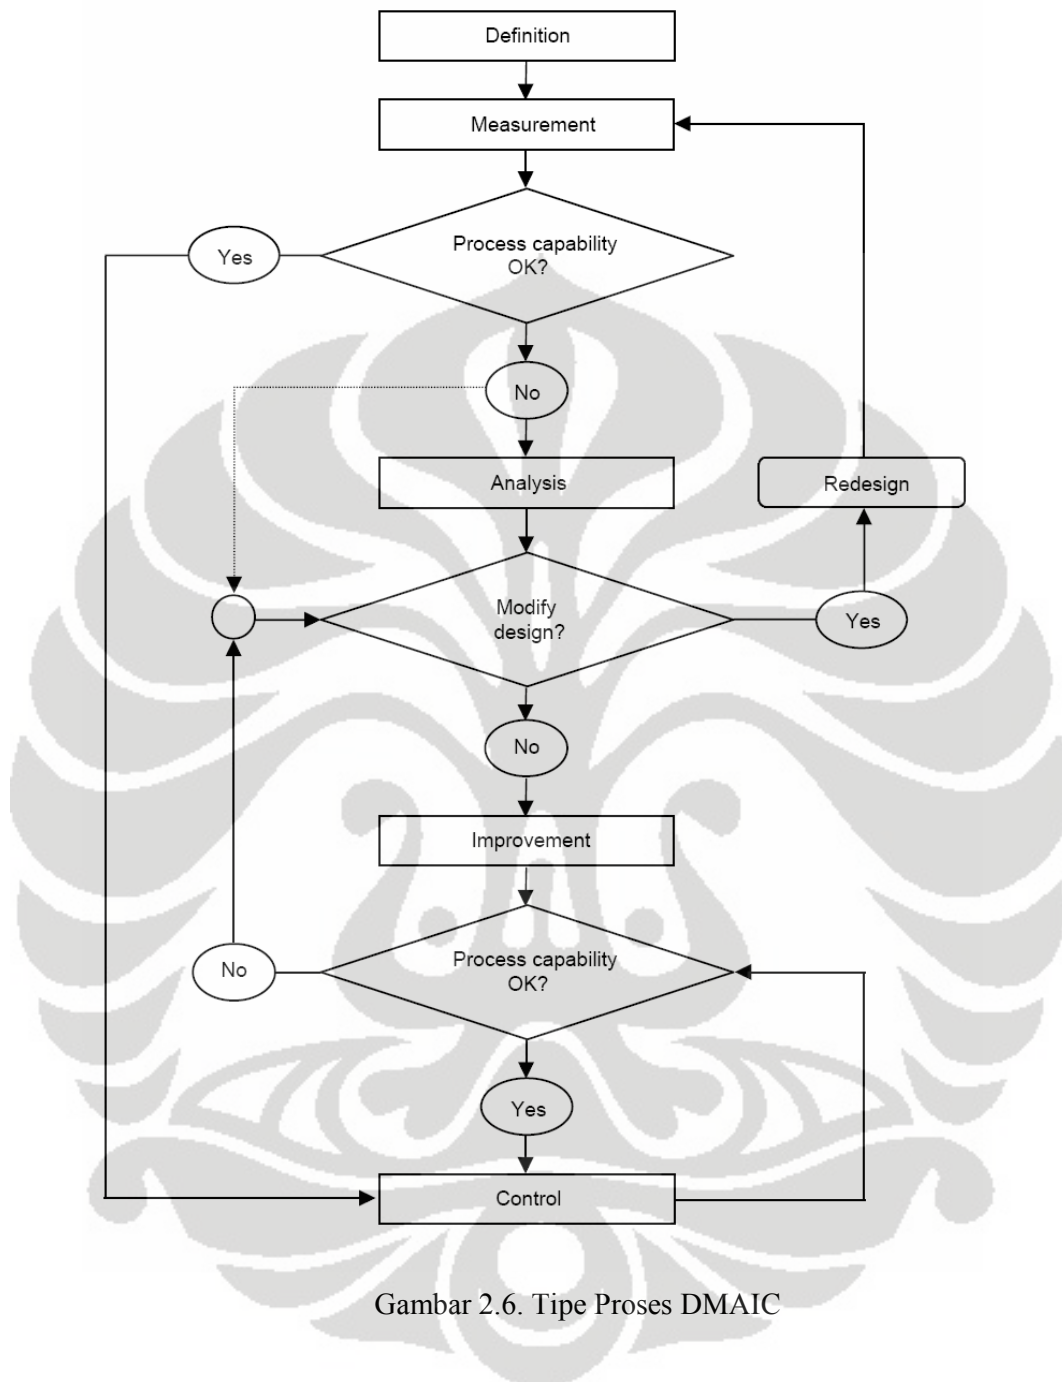 Definition
Measurement
Process capability
OK?
Yes
No
Analysis
Redesign
Modify
design?
Yes
No
Improvement
Process capability
OK?
No
Yes
Control
Gambar 2.6. Tipe Proses DMAIC